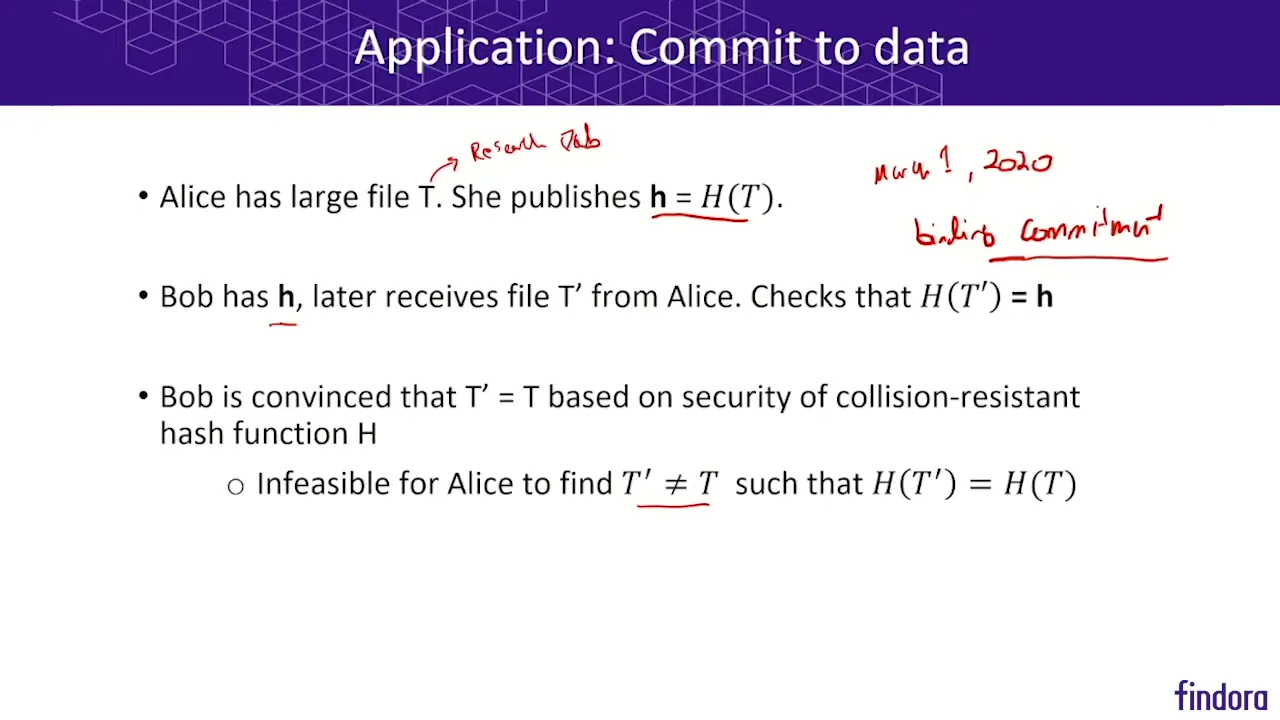 Application: Commit to data
Research
March 1, 2020
• Alice has large file T. She publishes h = H(T).
binding commitment
• Bob has h, later receives file T’ from Alice. Checks that H(T′) = h
• Bob is convinced that T’ = T based on security of collision-resistant
hash function H
o Infeasible for Alice to find T′ ≠ T such that H(T′) = H(T)
findora